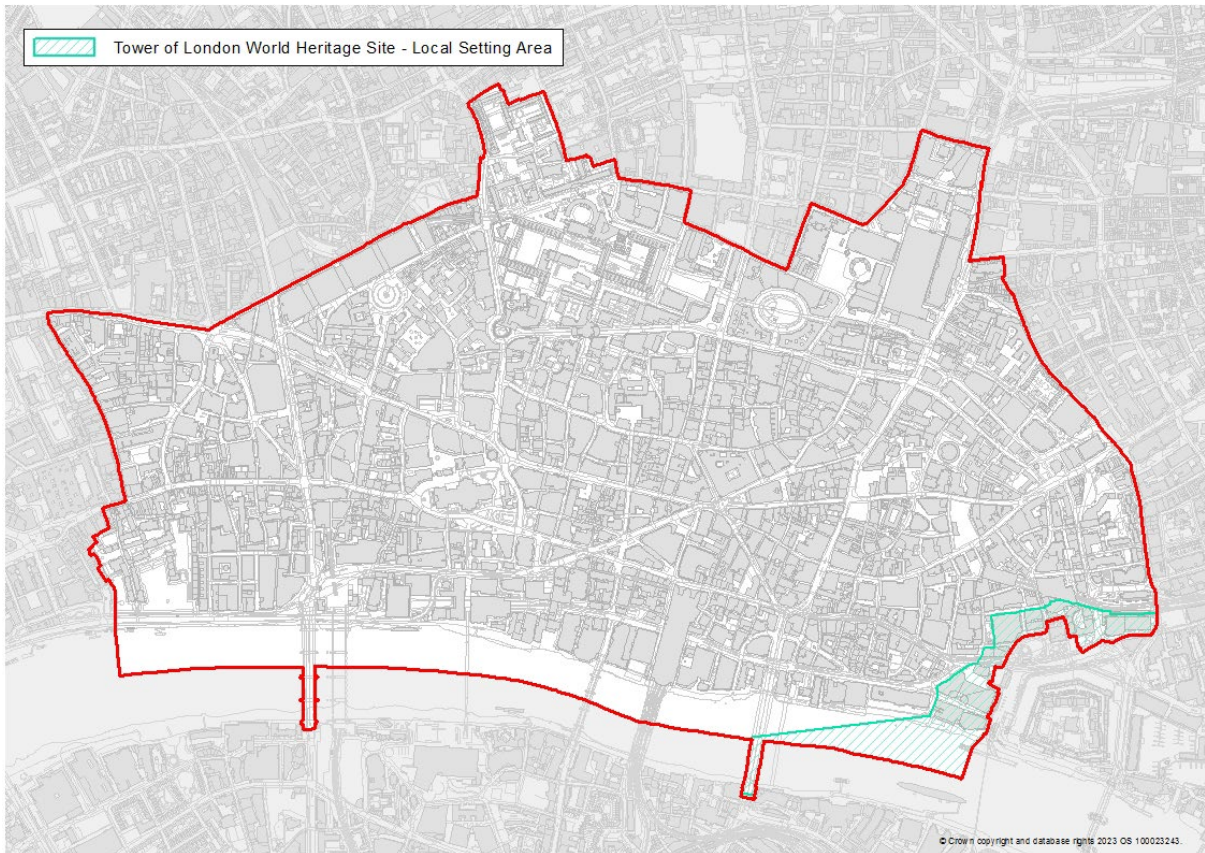 Tower of London World Heritage Site - Local Setting Area
© Crown copyright and database rights 2023 OS 100023243.